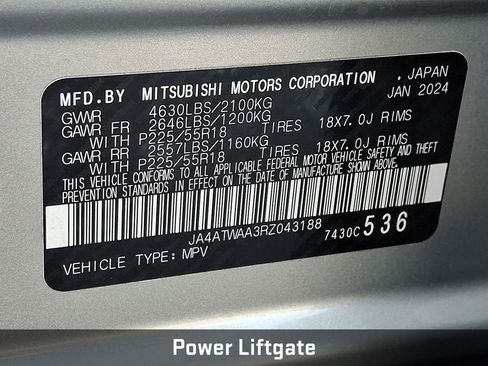 MFD.BY MITSUBISHI MOTORS CORPORATION , JAPAN
GWWR 4630LBS/2100KG JAN 2024
GAWR FR 2646LBS/1200KG
WITH P225/55R18 TIRES 18X7.0J RIMS
GAWR RR 2557LBS/1160KG
WITH P225/55R18 TIRES 18X7.0J RIMS
THIS VEHICLE CONFORMS TO ALL APPLICABLE FEDERAL MOTOR VEHICLE SAFETY AND THEFT
PREVENTION STANDARDS IN EFFECT ON THE DATE OF MANUFACTURE SHOWN ABOVE.
JA4ATWAA3RZ043188 7430C 536
VEHICLE TYPE: MPV
Power Liftgate